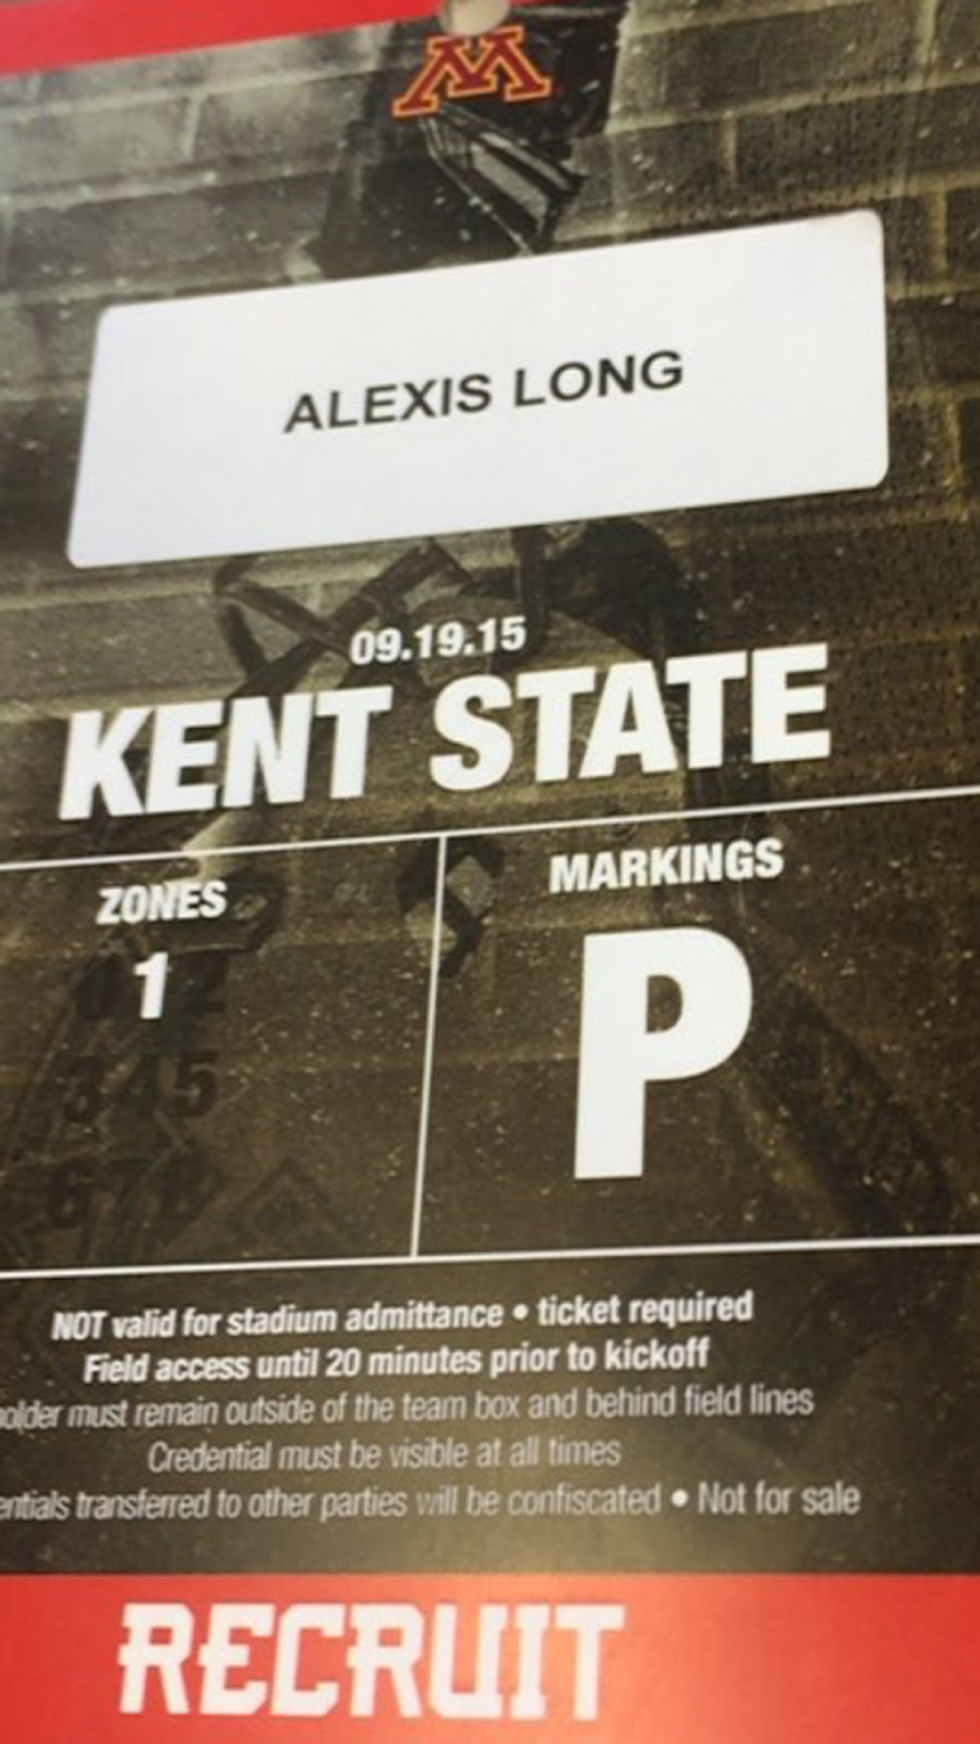 M
ALEXIS LONG
09.19.15
KENT STATE
ZONES
1
MARKINGS
P
NOT valid for stadium admittance • ticket required
Field access until 20 minutes prior to kickoff
older must remain outside of the team box and behind field lines
Credential must be visible at all times
entials transferred to other parties will be confiscated • Not for sale
RECRUIT